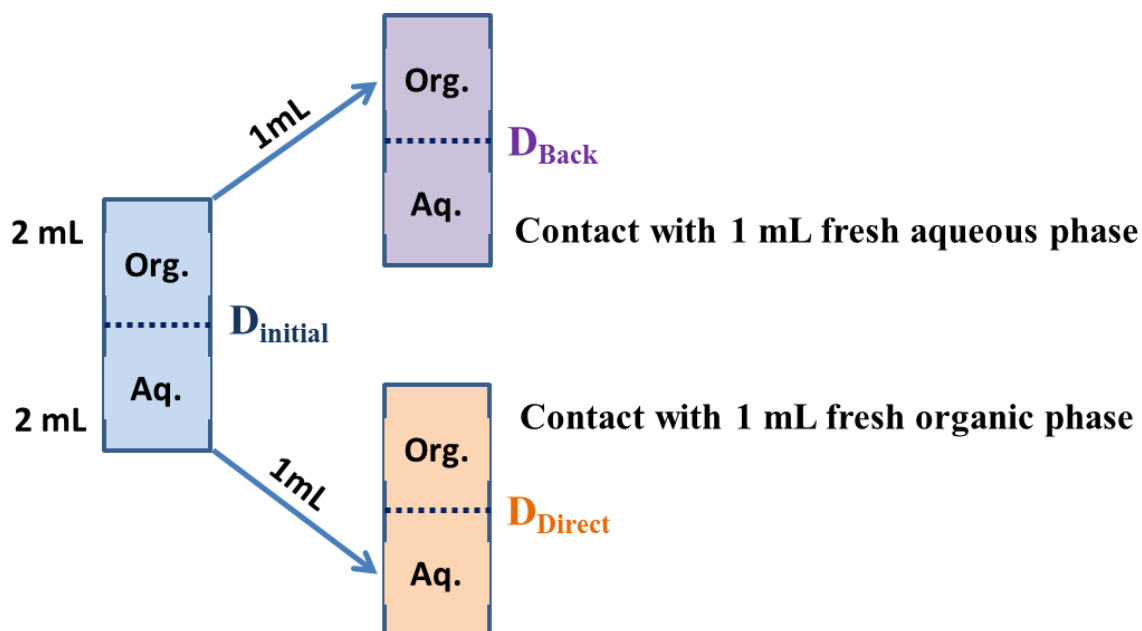 Org.
1mL
D_Back
Aq.
2 mL
Contact with 1 mL fresh aqueous phase
Org.
D_initial
Aq.
2 mL
Contact with 1 mL fresh organic phase
Org.
1mL
D_Direct
Aq.